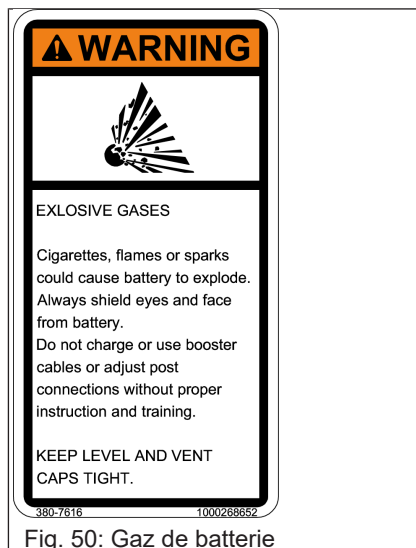 WARNING
EXLOSIVE GASES
Cigarettes, flames or sparks
could cause battery to explode.
Always shield eyes and face
from battery.
Do not charge or use booster
cables or adjust post
connections without proper
instruction and training.
KEEP LEVEL AND VENT
CAPS TIGHT.
380-7616 1000268652
Fig. 50: Gaz de batterie